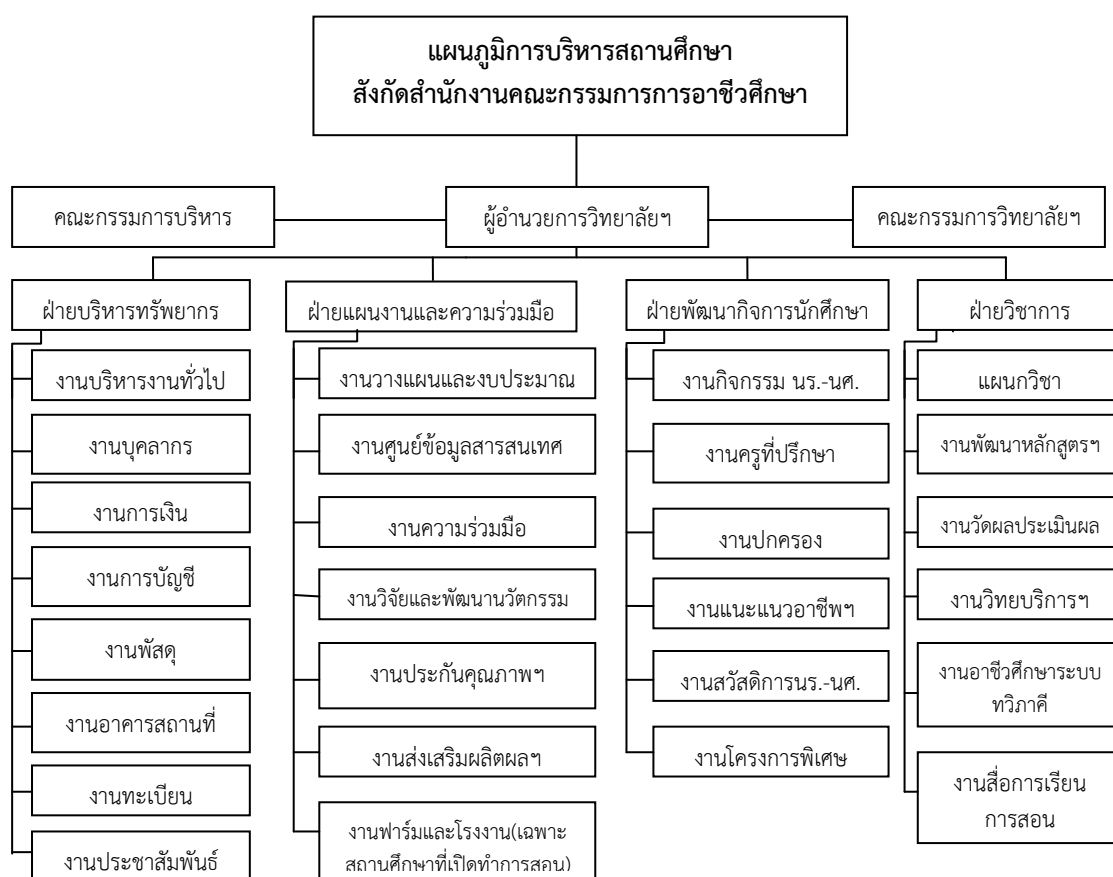 แผนภูมิการบริหารสถานศึกษา
สังกัดสำนักงานคณะกรรมการการอาชีวศึกษา
คณะกรรมการบริหาร
ผู้อำนวยการวิทยาลัยฯ
คณะกรรมการวิทยาลัยฯ
ฝ่ายบริหารทรัพยากร
งานบริหารงานทั่วไป
งานบุคลากร
งานการเงิน
งานการบัญชี
งานพัสดุ
งานอาคารสถานที่
งานทะเบียน
งานประชาสัมพันธ์
ฝ่ายแผนงานและความร่วมมือ
งานวางแผนและงบประมาณ
งานศูนย์ข้อมูลสารสนเทศ
งานความร่วมมือ
งานวิจัยและพัฒนานวัตกรรม
งานประกันคุณภาพฯ
งานส่งเสริมผลิตผลฯ
งานฟาร์มและโรงงาน(เฉพาะ
สถานศึกษาที่เปิดทำการสอน)
ฝ่ายพัฒนากิจการนักศึกษา
งานกิจกรรม นร.-นศ.
งานครูที่ปรึกษา
งานปกครอง
งานแนะแนวอาชีพฯ
งานสวัสดิการนร.-นศ.
งานโครงการพิเศษ
ฝ่ายวิชาการ
แผนกวิชา
งานพัฒนาหลักสูตรฯ
งานวัดผลประเมินผล
งานวิทยบริการฯ
งานอาชีวศึกษาระบบ
ทวิภาคี
งานสื่อการเรียน
การสอน